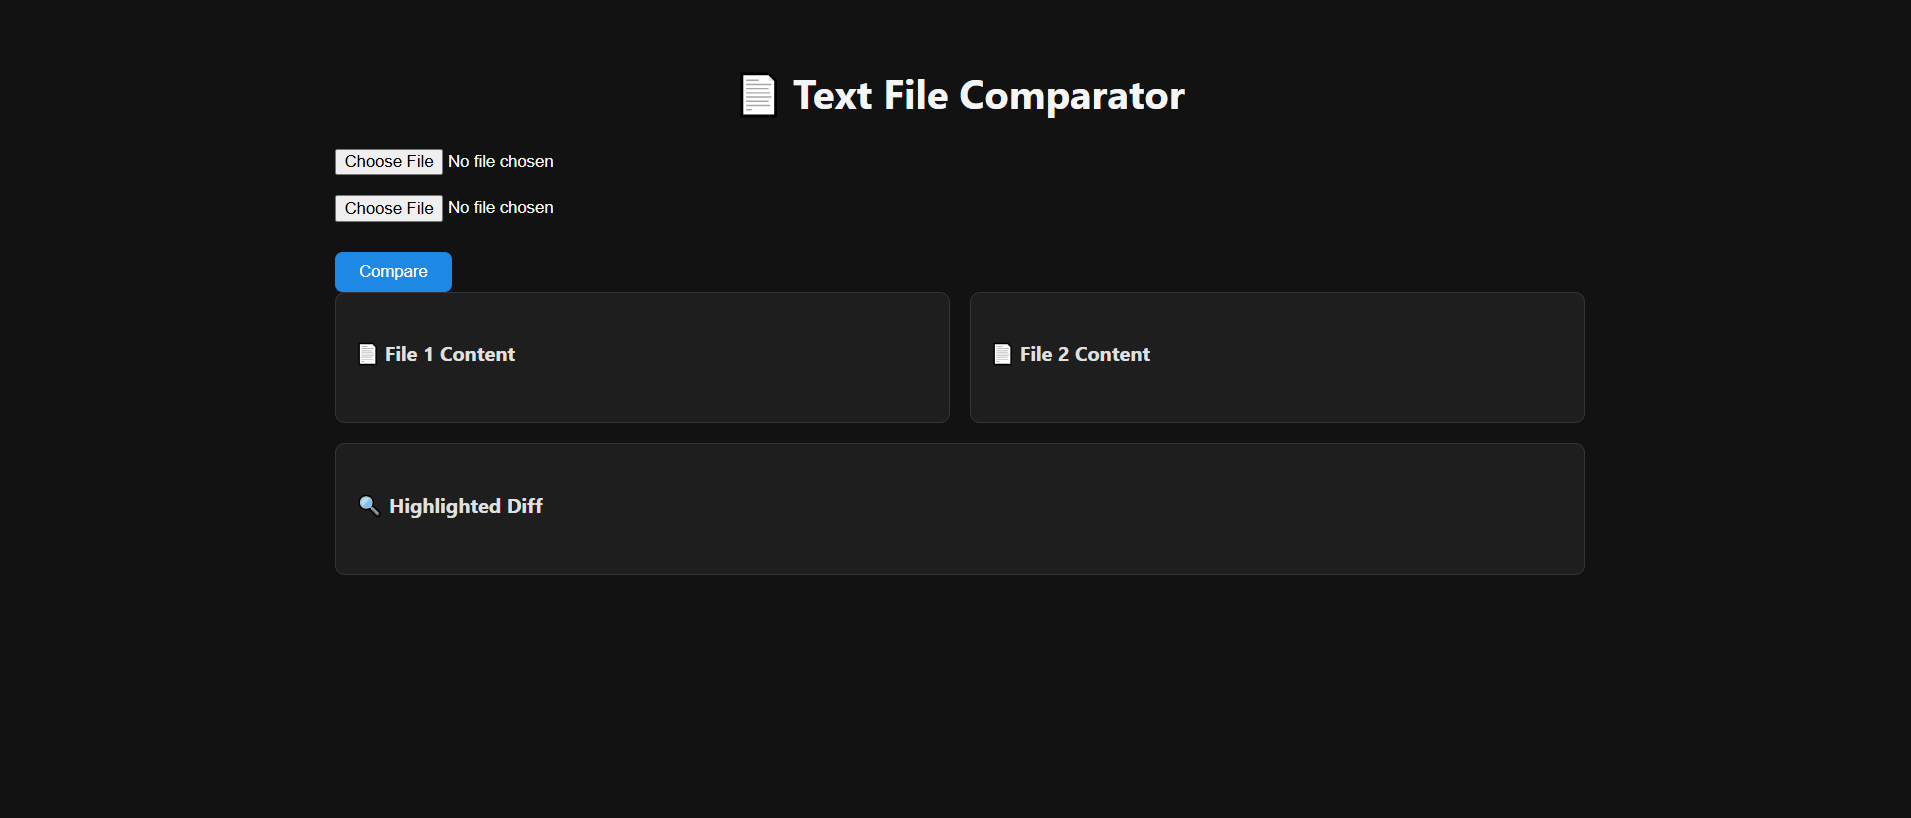 📄 Text File Comparator
Choose File No file chosen
Choose File No file chosen
Compare
📄 File 1 Content
📄 File 2 Content
🔍 Highlighted Diff